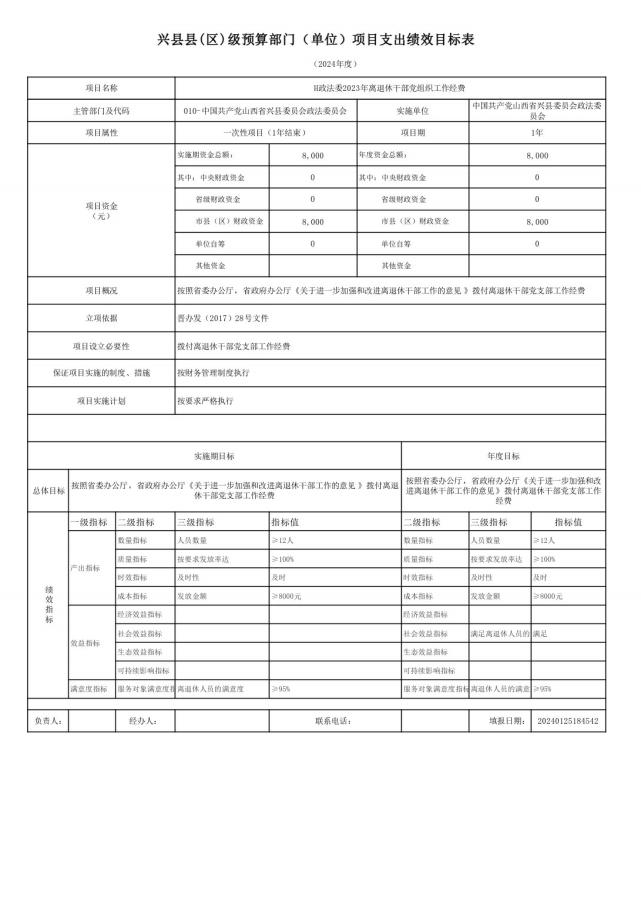 兴县县(区)级预算部门（单位）项目支出绩效目标表
（2024年度）
项目名称 H政法委2023年离退休干部党组织工作经费
主管部门及代码 010-中国共产党山西省兴县委员会政法委员会 实施单位 中国共产党山西省兴县委员会政法委员会
项目属性 一次性项目（1年结束） 项目期 1年
项目资金（元） 实施期资金总额： 8,000 年度资金总额： 8,000
其中：中央财政资金 0 其中：中央财政资金 0
省级财政资金 0 省级财政资金 0
市县（区）财政资金 8,000 市县（区）财政资金 8,000
单位自筹 0 单位自筹 0
其他资金 其他资金
项目概况 按照省委办公厅，省政府办公厅《关于进一步加强和改进离退休干部工作的意见 》拨付离退休干部党支部工作经费
立项依据 晋办发（2017）28号文件
项目设立必要性 拨付离退休干部党支部工作经费
保证项目实施的制度、措施 按财务管理制度执行
项目实施计划 按要求严格执行
实施期目标 年度目标
总体目标 按照省委办公厅，省政府办公厅《关于进一步加强和改进离退休干部工作的意见 》拨付离退休干部党支部工作经费 按照省委办公厅，省政府办公厅《关于进一步加强和改进离退休干部工作的意见》拨付离退休干部党支部工作经费
绩效指标 一级指标 二级指标 三级指标 指标值 二级指标 三级指标 指标值
产出指标 数量指标 人员数量 ≥12人 数量指标 人员数量 ≥12人
质量指标 按要求发放率达 ≥100% 质量指标 按要求发放率达 ≥100%
时效指标 及时性 及时 时效指标 及时性 及时
成本指标 发放金额 ≥8000元 成本指标 发放金额 ≥8000元
效益指标 经济效益指标 经济效益指标
社会效益指标 社会效益指标 满足离退休人员的 满足
生态效益指标 生态效益指标
可持续影响指标 可持续影响指标
满意度指标 服务对象满意度指 离退休人员的满意度 ≥95% 服务对象满意度指标 离退休人员的满意 ≥95%
负责人： 经办人： 联系电话： 填报日期： 20240125184542